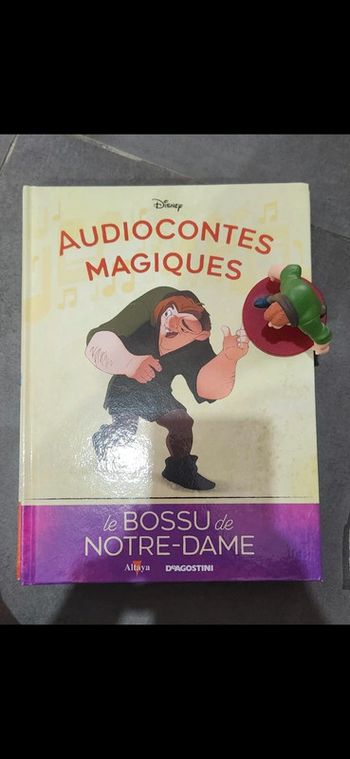 Disney
AUDIOCONTES
MAGIQUES
le BOSSU de
NOTRE-DAME
Altaya DeAGOSTINI